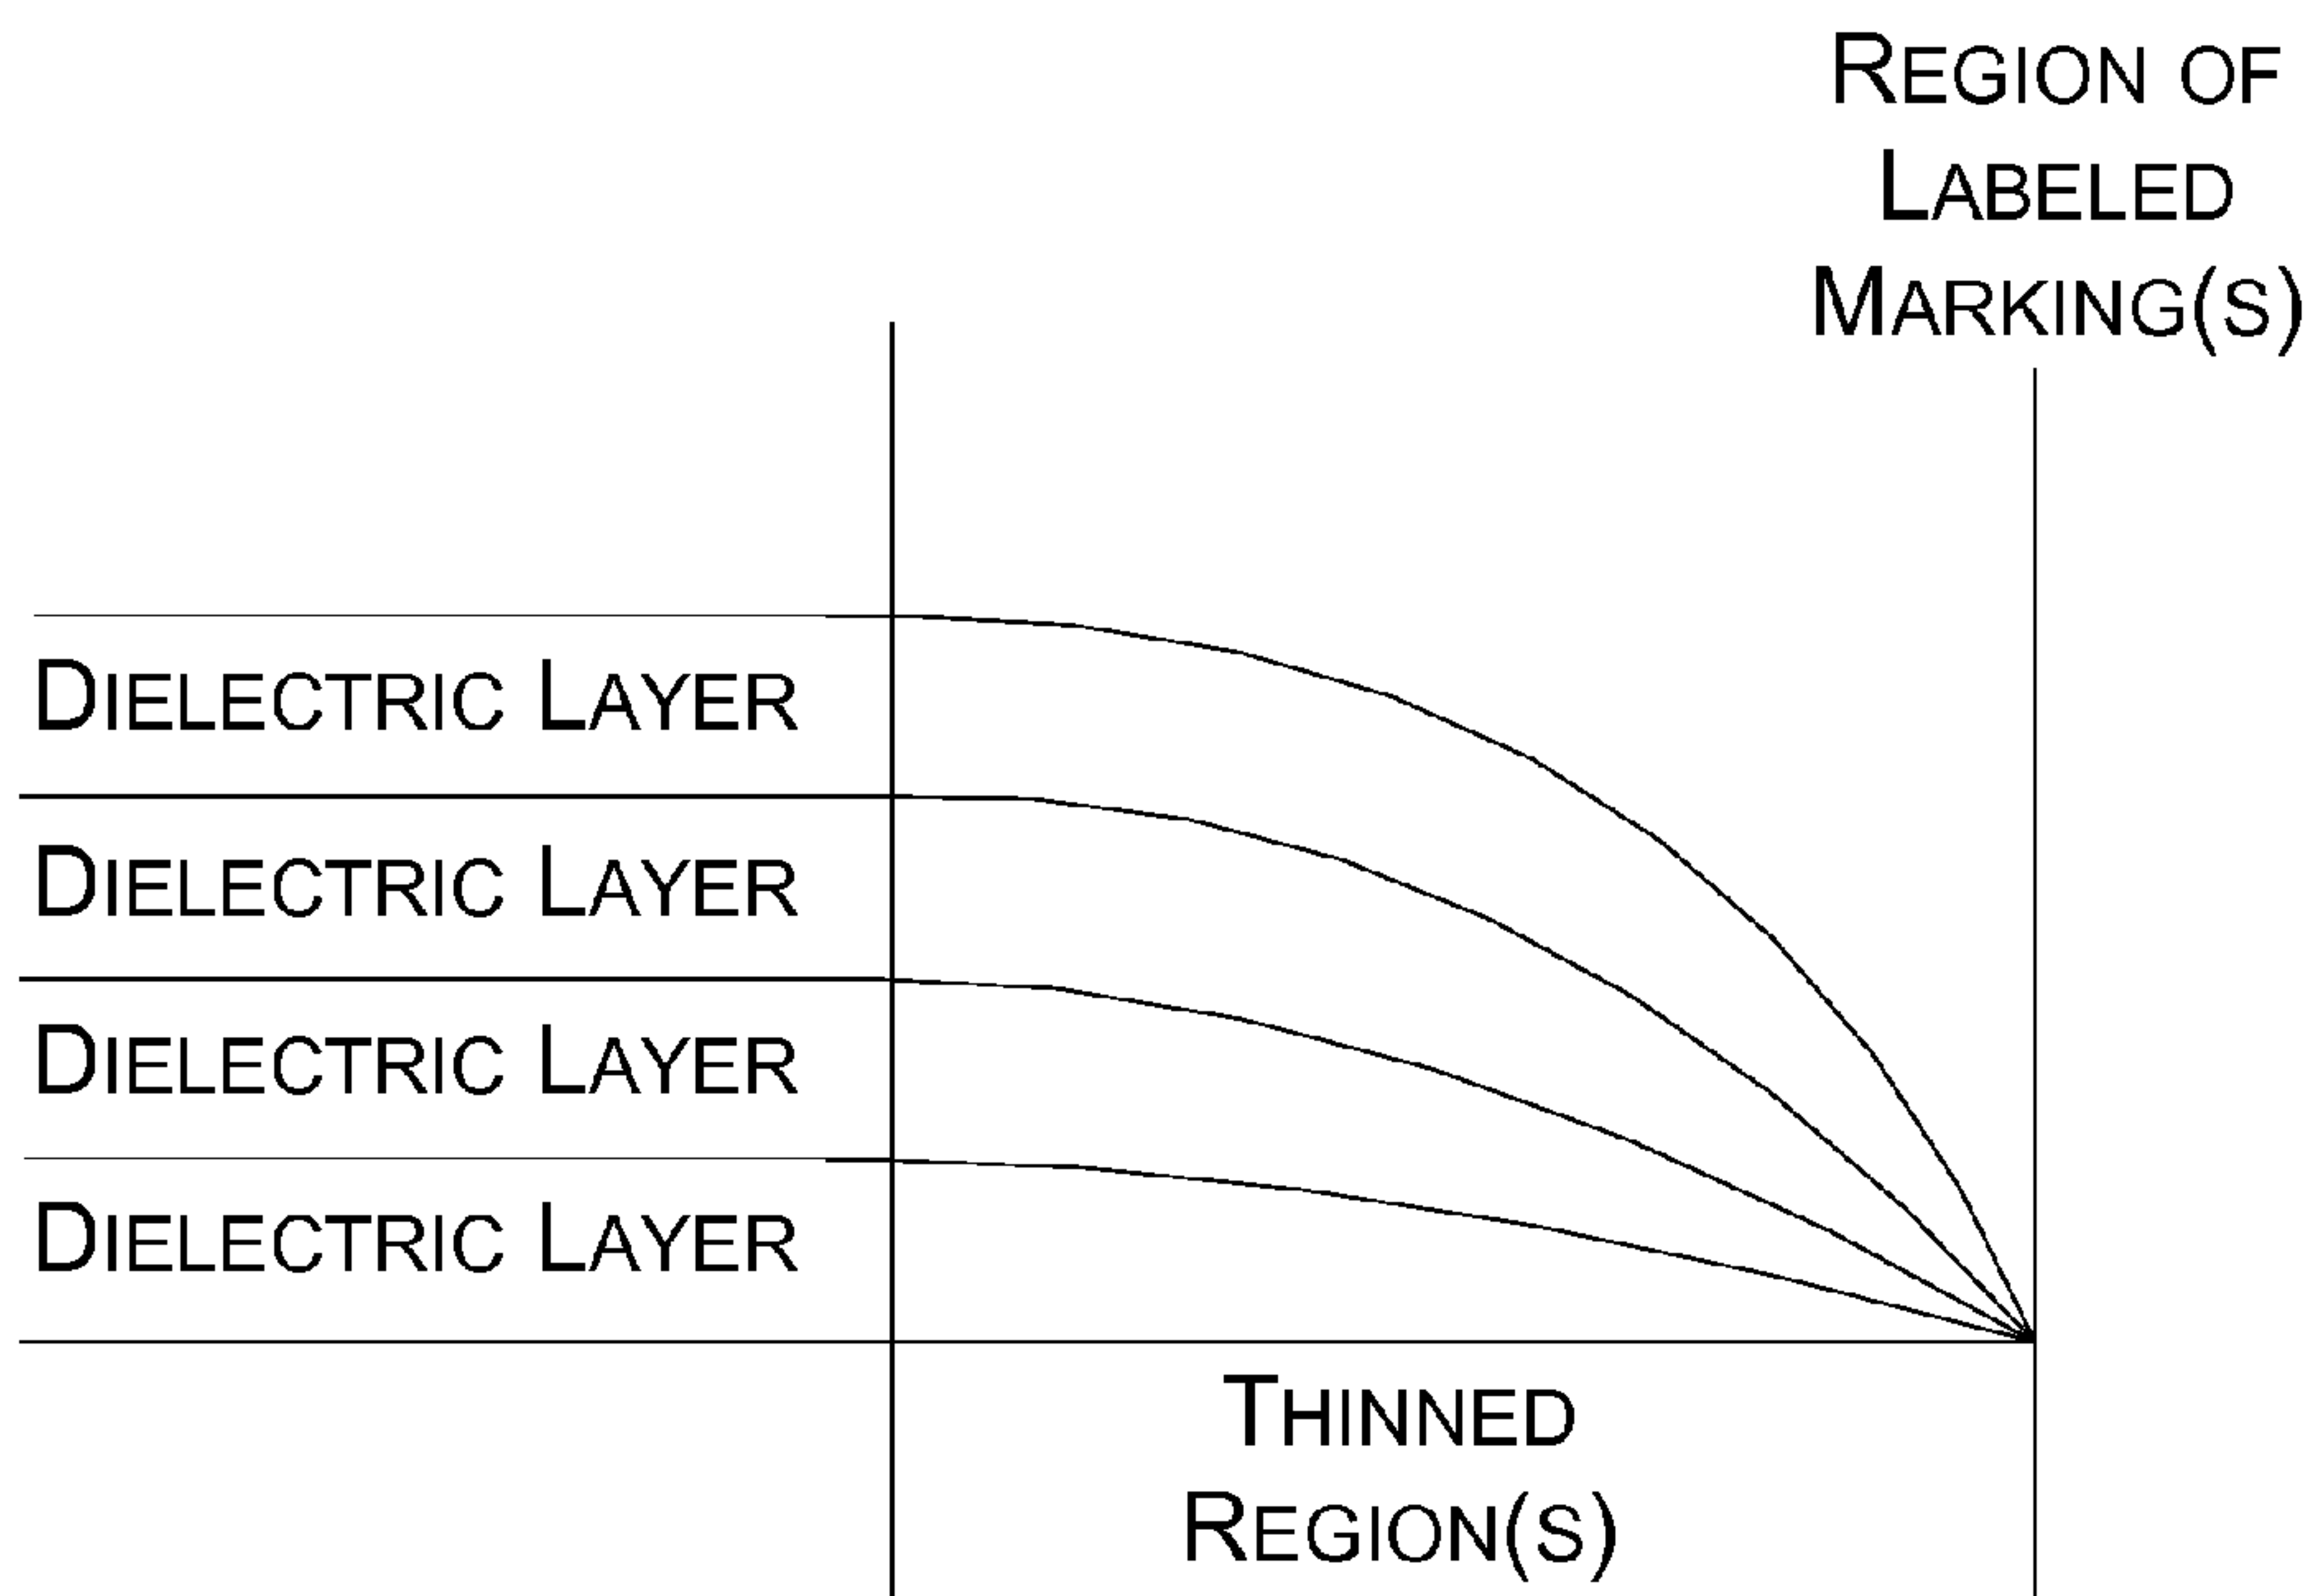 REGION OF
LABELED
MARKING(S)
DIELECTRIC LAYER
DIELECTRIC LAYER
DIELECTRIC LAYER
DIELECTRIC LAYER
THINNED
REGION(S)